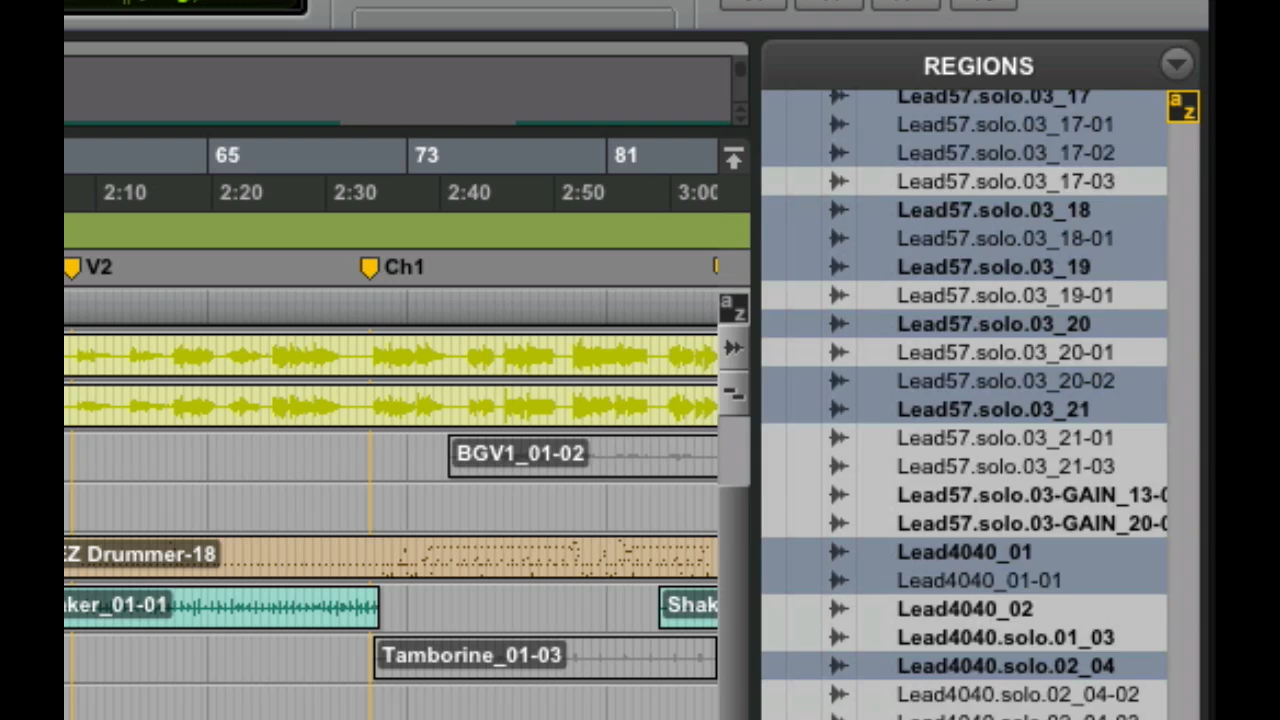 REGIONS
a
z
Lead57.solo.03_17
Lead57.solo.03_17-01
Lead57.solo.03_17-02
Lead57.solo.03_17-03
Lead57.solo.03_18
Lead57.solo.03_18-01
Lead57.solo.03_19
Lead57.solo.03_19-01
Lead57.solo.03_20
Lead57.solo.03_20-01
Lead57.solo.03_20-02
Lead57.solo.03_21
Lead57.solo.03_21-01
Lead57.solo.03_21-03
Lead57.solo.03-GAIN_13-0
Lead57.solo.03-GAIN_20-0
Lead4040_01
Lead4040_01-01
Lead4040_02
Lead4040.solo.01_03
Lead4040.solo.02_04
Lead4040.solo.02_04-02
65 73 81
2:10 2:20 2:30 2:40 2:50 3:00
V2 Ch1
a
z
BGV1_01-02
EZ Drummer-18
aker_01-01
Shak
Tamborine_01-03